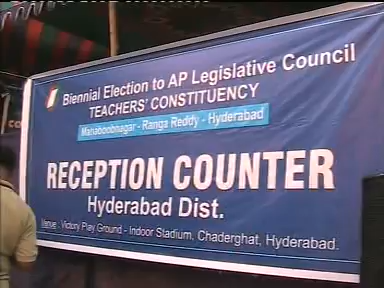 Biennial Election to AP Legislative Council
TEACHERS' CONSTITUENCY
Mahaboobnagar - Ranga Reddy - Hyderabad
RECEPTION COUNTER
Hyderabad Dist.
Venue : Victory Play Ground - Indoor Stadium, Chaderghat, Hyderabad.